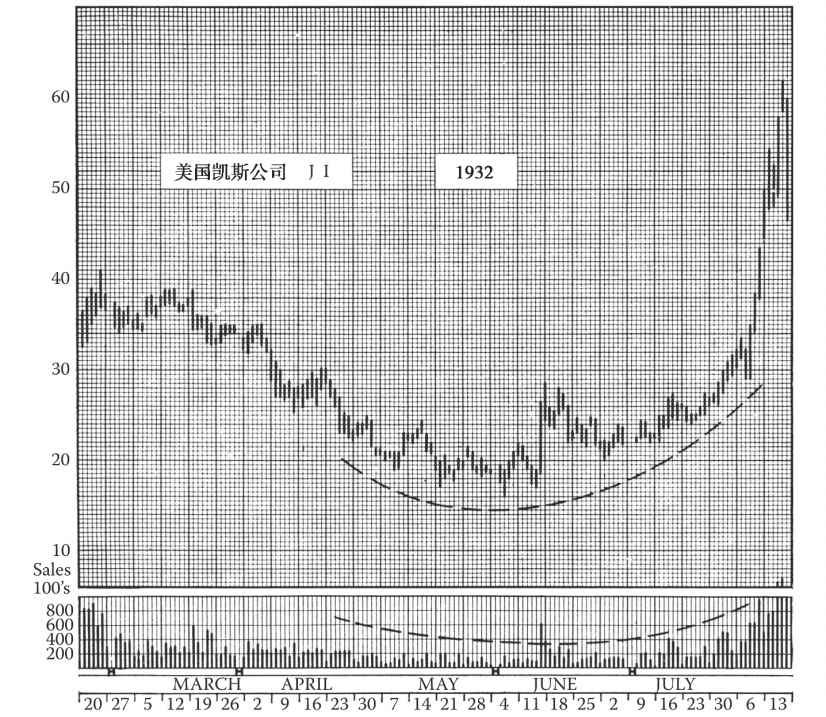 60
美国凯斯公司 J I 1932
50
40
30
20
10
Sales
100's
800
600
400
200
MARCH APRIL MAY JUNE JULY
20 27 5 12 19 26 2 9 16 23 30 7 14 21 28 4 11 18 25 2 9 16 23 30 6 13